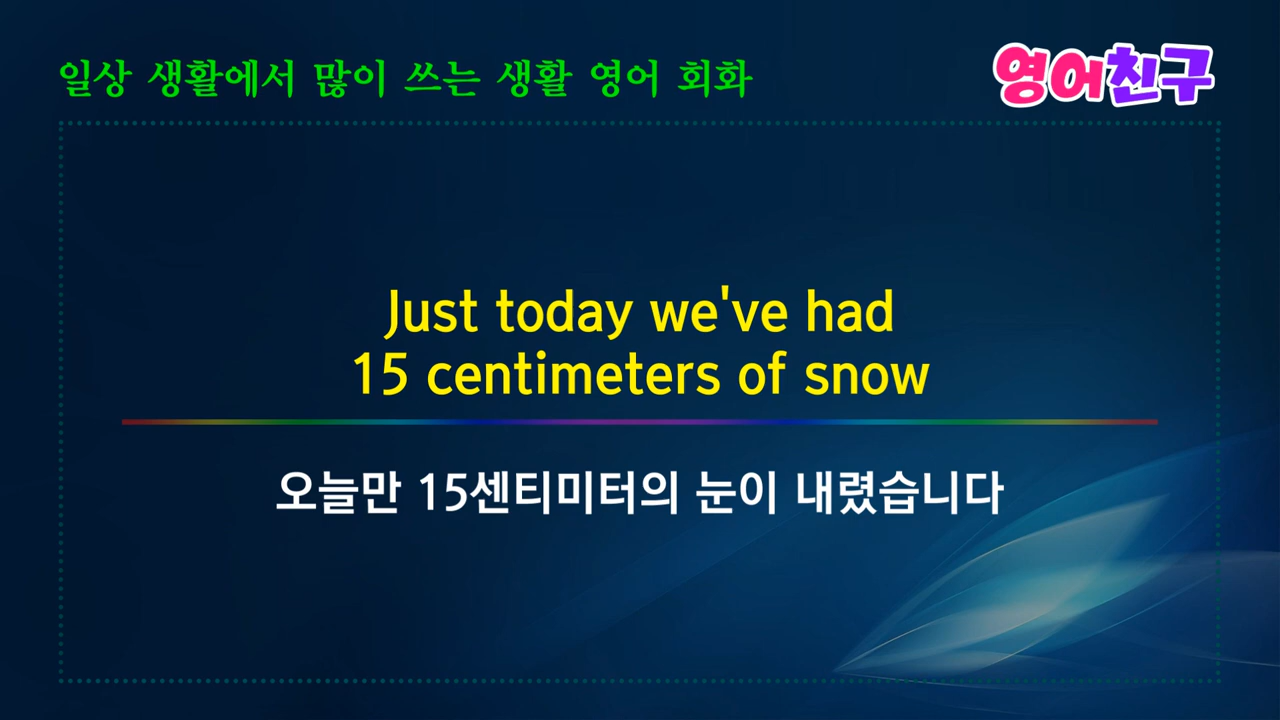 일상 생활에서 많이 쓰는 생활 영어 회화
영어친구
Just today we've had
15 centimeters of snow
오늘만 15센티미터의 눈이 내렸습니다